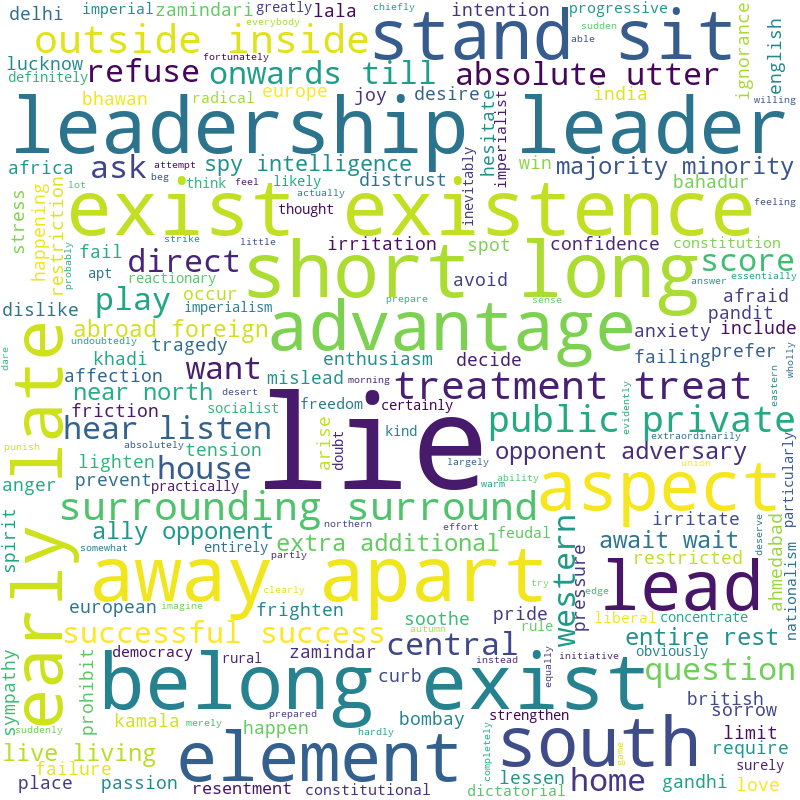 everybody
chiefly
delhi imperial zamindari greatly lala intention progressive
outside inside stand sit
fortunately sudden able
ignorance
english
lucknow refuse onwards till absolute utter
definitely
bhawan radical europe joy desire hesitate imperialist india willing
leadership leader
africa ask attempt spy intelligence inevitably win majority minority
beg actually distrust
lot think feel likely bahadur feeling
stress happening restriction
exist existence
thought
strike little irritation spot confidence constitution
probably fail direct short long score
apt reactionary avoid answer essentially
prepare sense afraid
play occur imperialism advantage pandit
dislike abroad foreign anxiety include
undoubtedly tragedy
dare khadi enthusiasm decide failing prefer wholly
affection want mislead morning treatment treat eastern
near north desert
friction socialist freedom certainly public private
early late
hear listen lie kind evidently
arise doubt extraordinarily
punish absolutely largely opponent adversary
lighten tension
anger prevent house warm ability union particularly
practically aspect
surrounding surround
spirit ally opponent northern effort western irritate ahmedabad
somewhat entirely extra additional feudal await wait deserve
partly pressure restricted nationalism
away apart clearly try edge lead
european imagine frighten soothe pride liberal concentrate
successful success autumn rule entire rest
sympathy prohibit democracy rural zamindar central instead equally initiative obviously
belong exist question
curb
kamala prepared bombay strengthen british
suddenly merely happen hardly south sorrow
live living element completely limit
failure require surely
place passion lessen home gandhi love
resentment constitutional dictatorial game